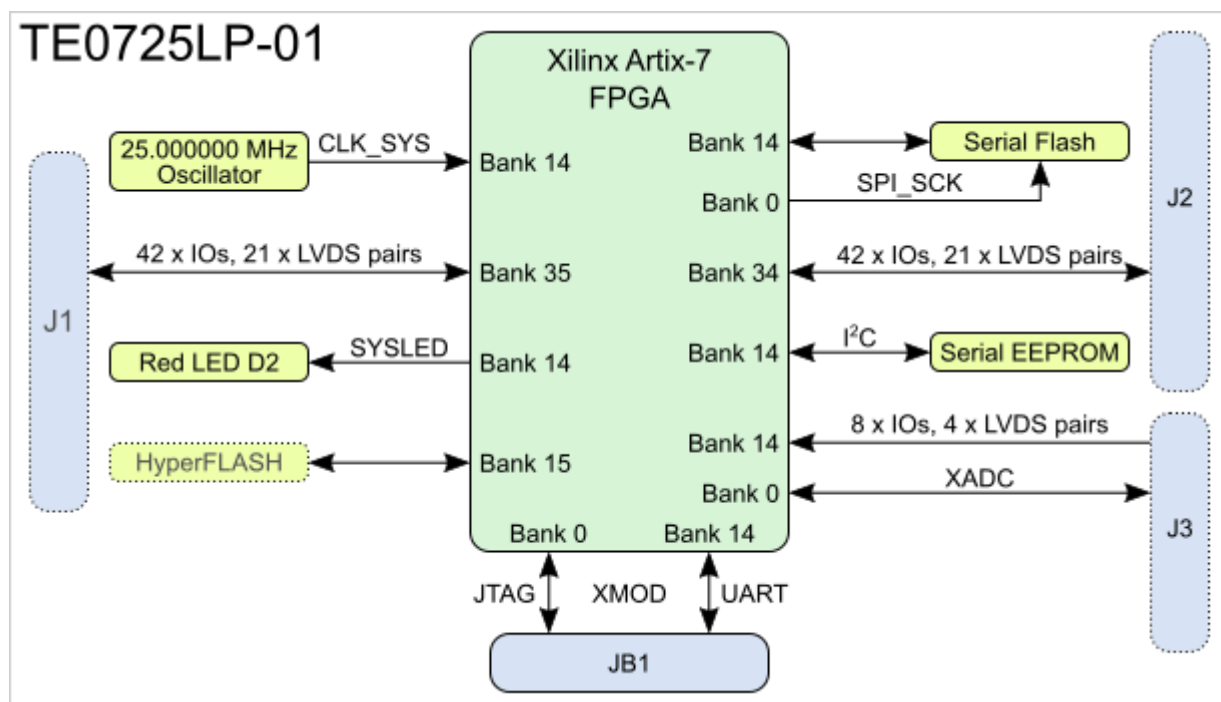 TE0725LP-01
Xilinx Artix-7
FPGA
25.000000 MHz
Oscillator
CLK_SYS
Bank 14
Bank 14
Serial Flash
SPI_SCK
Bank 0
J2
42 x IOs, 21 x LVDS pairs
Bank 35
Bank 34
42 x IOs, 21 x LVDS pairs
J1
Red LED D2
SYSLED
Bank 14
Bank 14
I²C
Serial EEPROM
HyperFLASH
Bank 15
Bank 14
8 x IOs, 4 x LVDS pairs
Bank 0
XADC
J3
Bank 0
Bank 14
JTAG
XMOD
UART
JB1